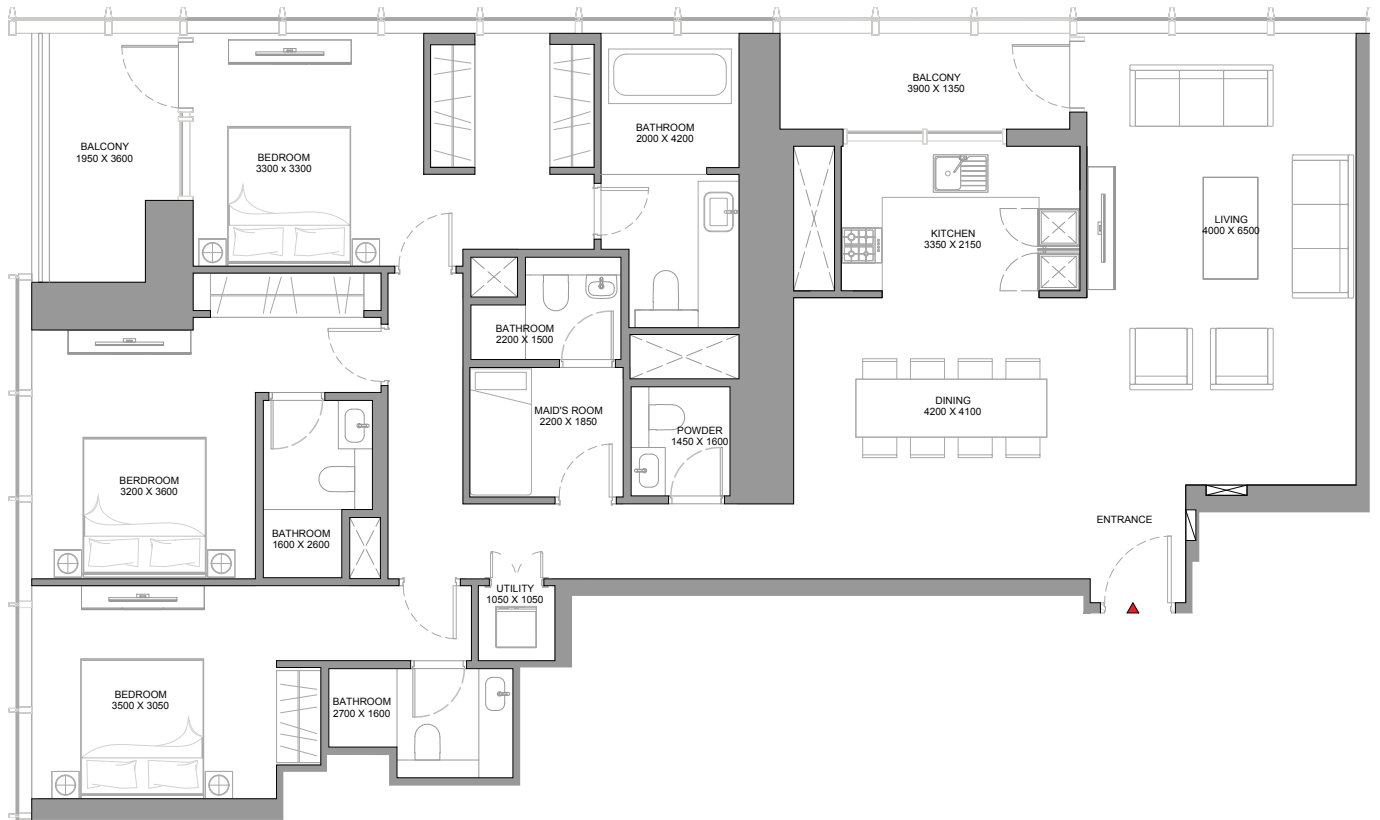 BALCONY
1950 X 3600
BEDROOM
3300 x 3300
BATHROOM
2000 X 4200
BALCONY
3900 X 1350
KITCHEN
3350 X 2150
LIVING
4000 X 6500
BATHROOM
2200 X 1500
MAID'S ROOM
2200 X 1850
POWDER
1450 X 1600
DINING
4200 X 4100
BERDROOM
3200 X 3600
BATHROOM
1600 X 2600
ENTRANCE
UTILITY
1050 X 1050
BEDROOM
3500 X 3050
BATHROOM
2700 X 1600